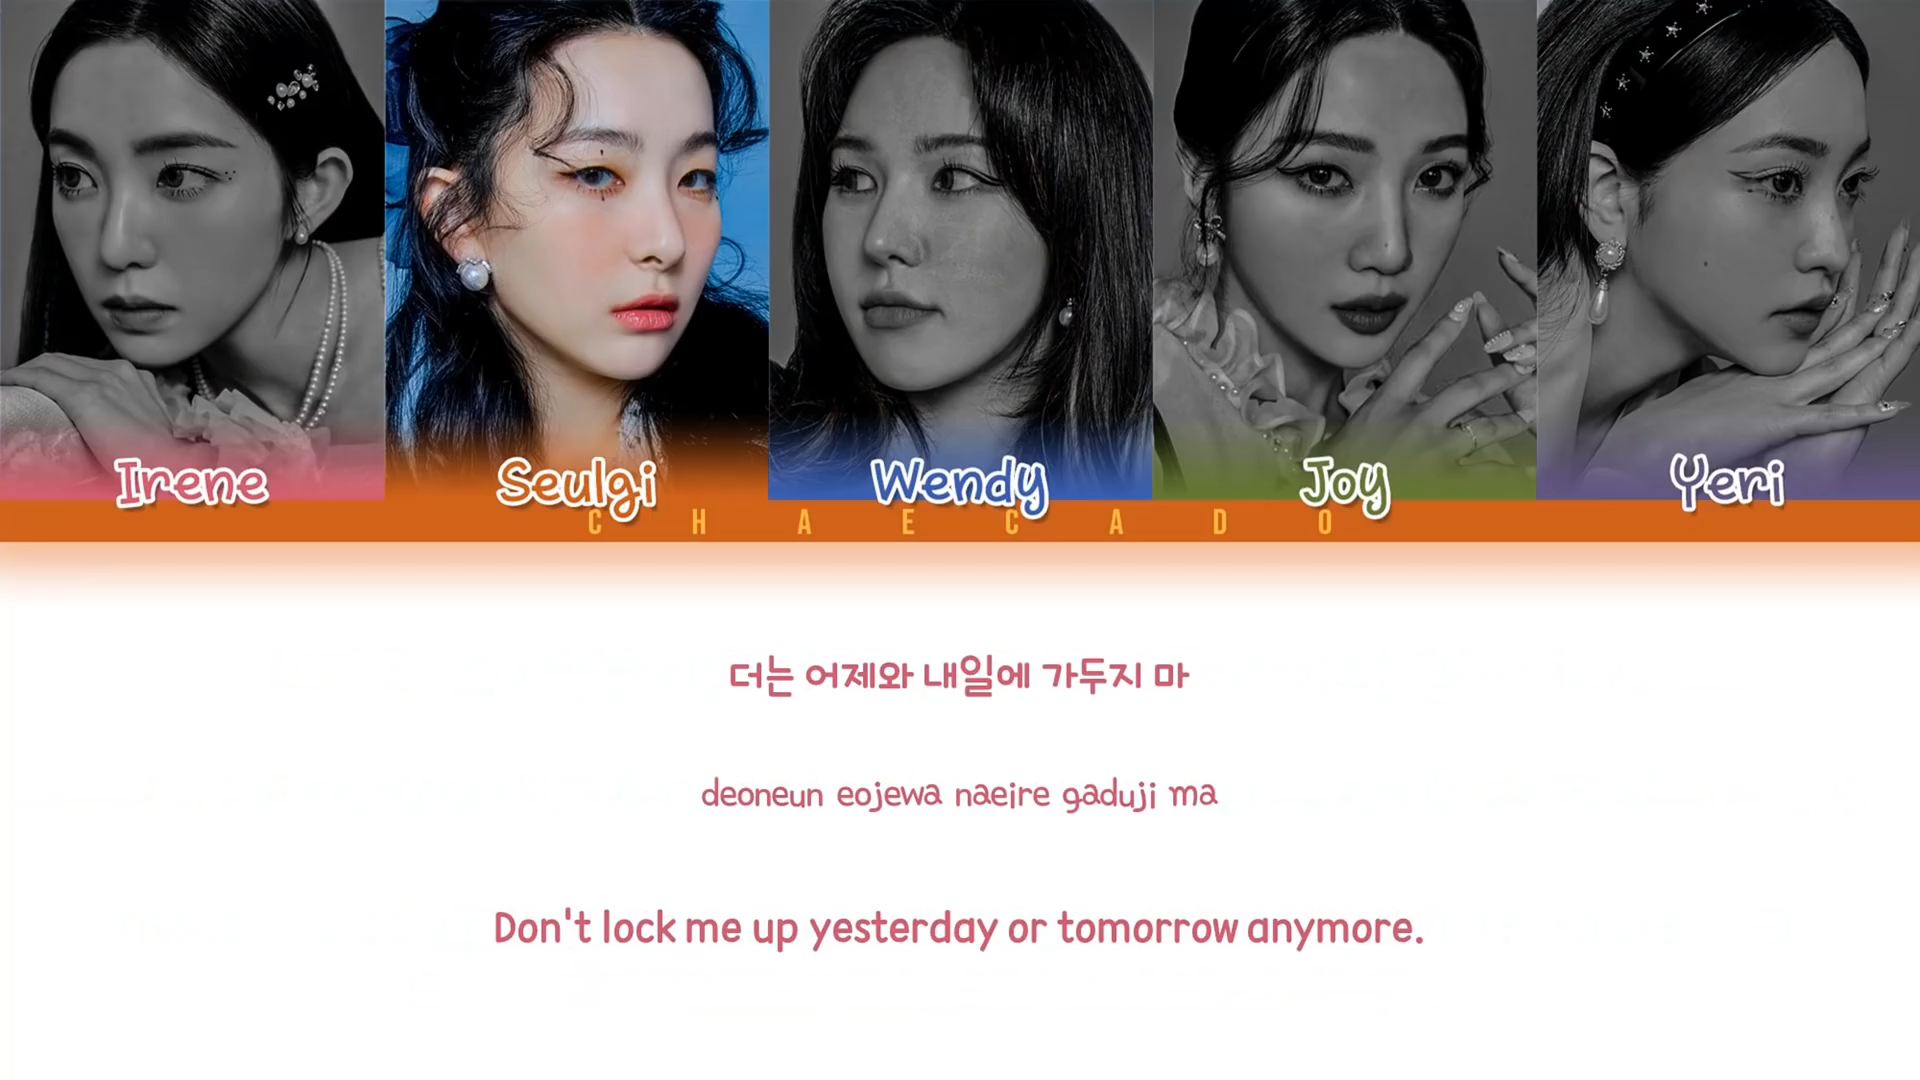 Irene Seulgi Wendy Joy Yeri
CHAECADO
더는 어제와 내일에 가두지 마
deoneun eojewa naeire gaduji ma
Don't lock me up yesterday or tomorrow anymore.